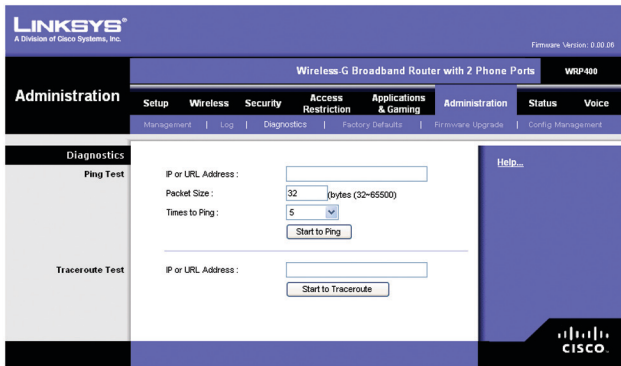 LINKSYS®
A Division of Cisco Systems, Inc.
Firmware Version: 0.00.06
Wireless-G Broadband Router with 2 Phone Ports WRP400
Administration
Setup Wireless Security Access Restriction Applications & Gaming Administration Status Voice
Management | Log | Diagnostics | Factory Defaults | Firmware Upgrade | Config Management
Diagnostics
Help...
Ping Test IP or URL Address :
Packet Size : 32 (bytes (32~65500)
Times to Ping : 5
Start to Ping
Traceroute Test IP or URL Address :
Start to Traceroute
CISCO.